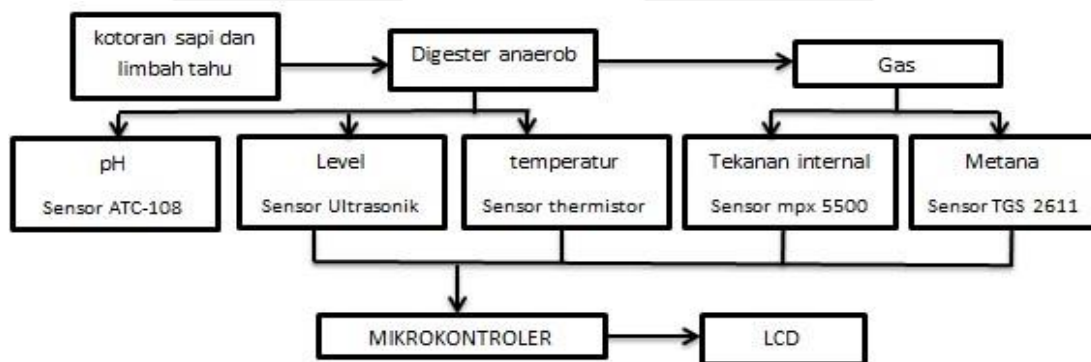 kotoran sapi dan
limbah tahu
Digester anaerob
Gas
pH
Sensor ATC-108
Level
Sensor Ultrasonik
temperatur
Sensor thermistor
Tekanan internal
Sensor mpx 5500
Metana
Sensor TGS 2611
MIKROKONTROLER
LCD